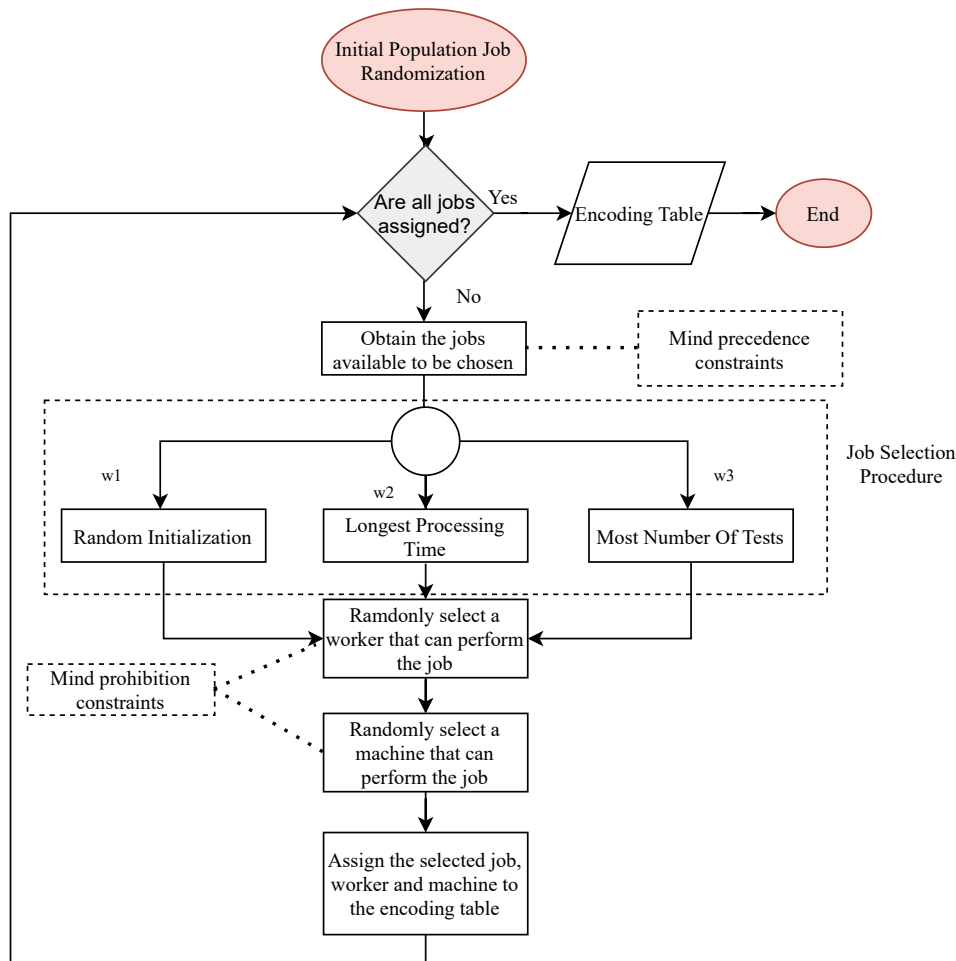 Initial Population Job
Randomization
Are all jobs
assigned?
Yes
Encoding Table
End
No
Obtain the jobs
available to be chosen
Mind precedence
constraints
Job Selection
Procedure
w1
w2
w3
Random Initialization
Longest Processing
Time
Most Number Of Tests
Ramdonly select a
worker that can perform
the job
Mind prohibition
constraints
Randomly select a
machine that can
perform the job
Assign the selected job,
worker and machine to
the encoding table